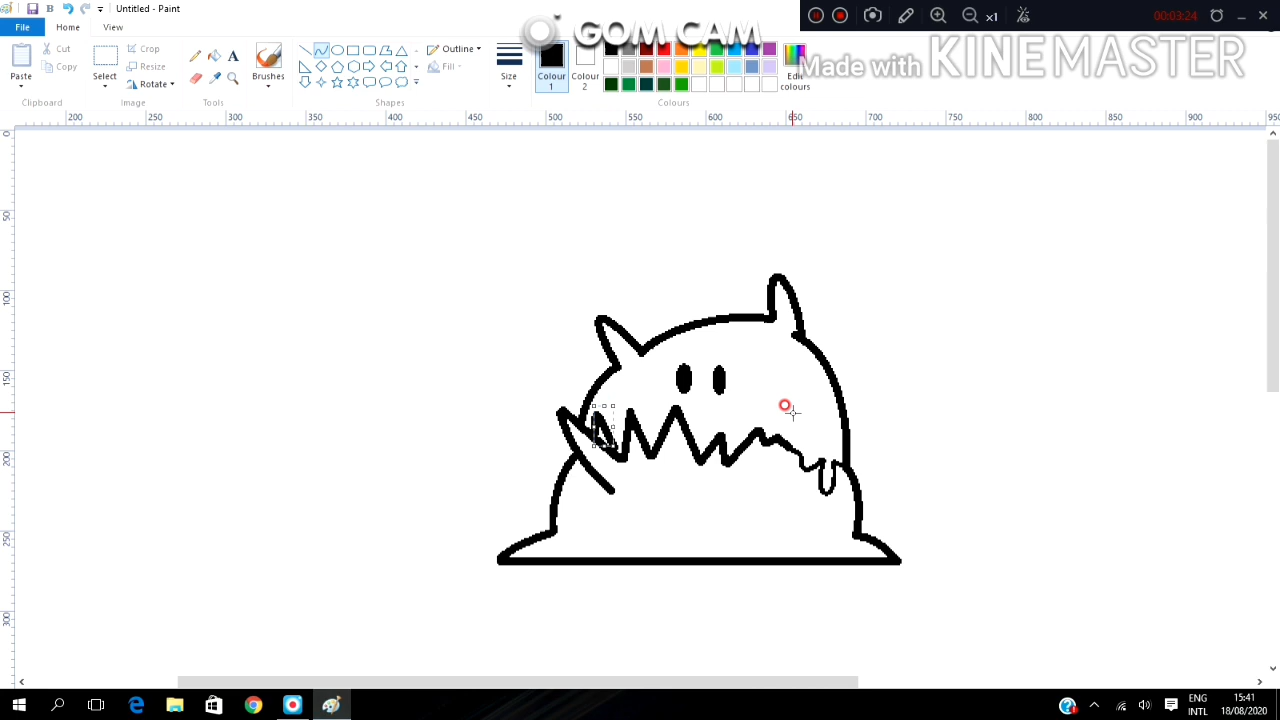 Untitled - Paint
GOM CAM
x1
00:03:24
Made with KINEMASTER
File
Home
View
Paste
Cut
Copy
Select
Crop
Resize
Rotate
Brushes
Outline
Fill
Size
Colour 1
Colour 2
Edit colours
Clipboard
Image
Tools
Shapes
Colours
200 250 300 350 400 450 500 550 600 650 700 750 800 850 900 950
0
50
100
150
200
250
300
ENG
INTL
15:41
18/08/2020